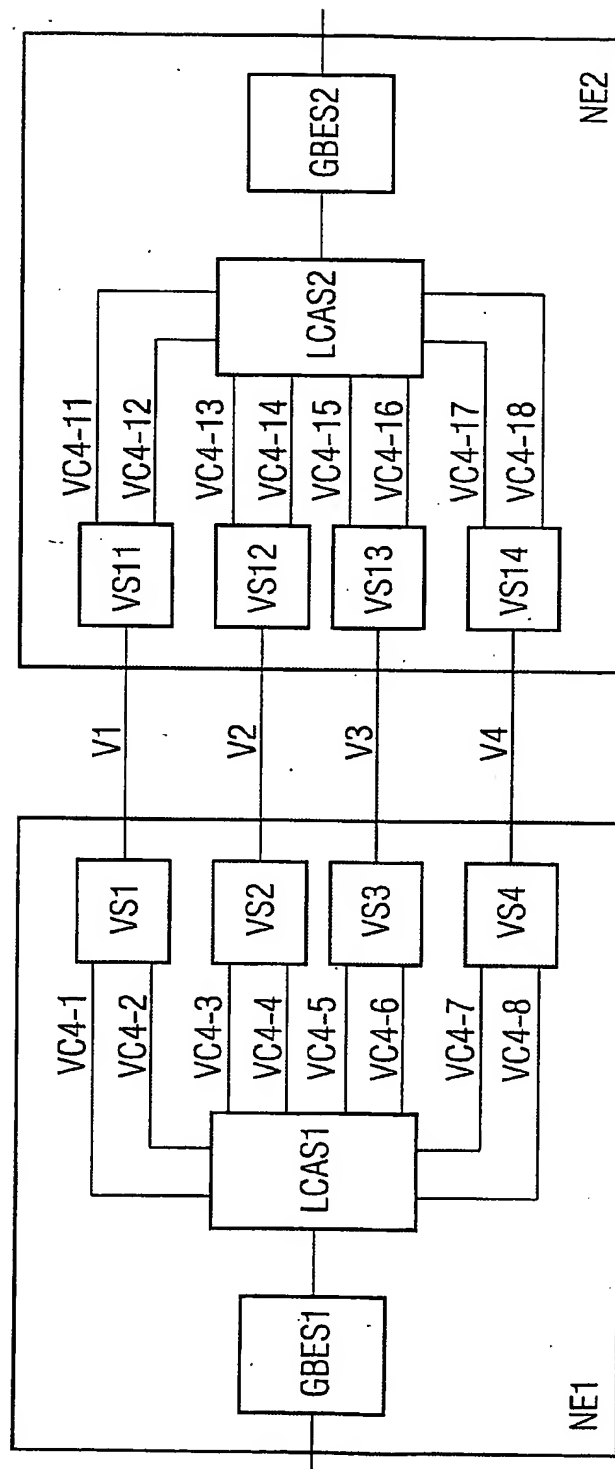 VC4-1
VC4-2
VC4-3
VC4-4
VC4-5
VC4-6
VC4-7
VC4-8
GBES1
LCAS1
VS1
VS2
VS3
VS4
NE1
V1
V2
V3
V4
VS11
VS12
VS13
VS14
VC4-11
VC4-12
VC4-13
VC4-14
VC4-15
VC4-16
VC4-17
VC4-18
LCAS2
GBES2
NE2